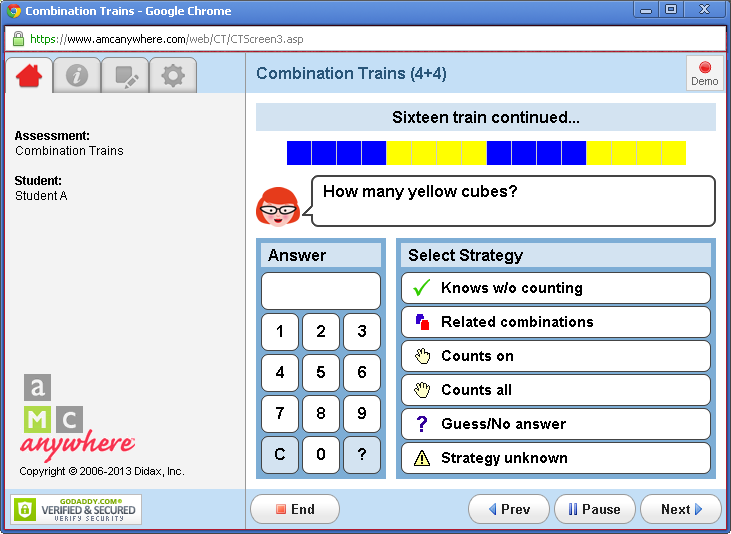 Combination Trains - Google Chrome
https://www.amcanywhere.com/web/CT/CTScreen3.asp
Combination Trains (4+4)
Demo
Assessment:
Combination Trains
Student:
Student A
Sixteen train continued...
How many yellow cubes?
Answer
1 2 3
4 5 6
7 8 9
C 0 ?
Select Strategy
Knows w/o counting
Related combinations
Counts on
Counts all
? Guess/No answer
Strategy unknown
a
M C
anywhere
Copyright © 2006-2013 Didax, Inc.
GODADDY.COM®
VERIFIED & SECURED
VERIFY SECURITY
End
Prev
Pause
Next